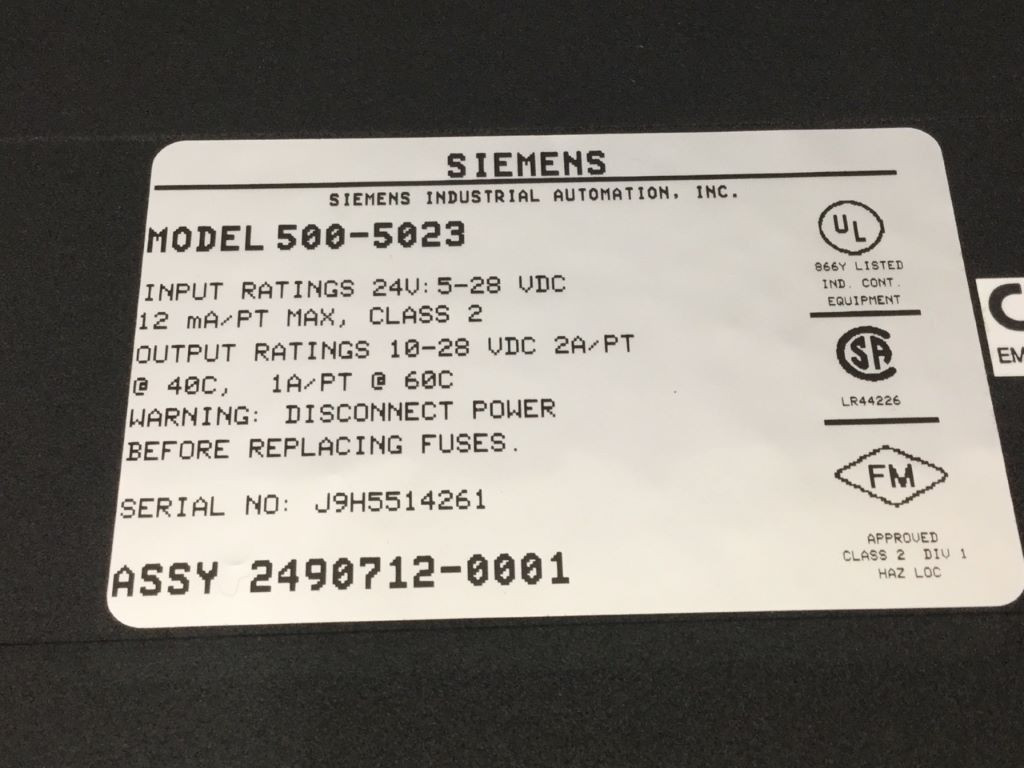 SIEMENS
SIEMENS INDUSTRIAL AUTOMATION, INC.
MODEL 500-5023
INPUT RATINGS 24V: 5-28 VDC
12 mA/PT MAX, CLASS 2
OUTPUT RATINGS 10-28 VDC 2A/PT
@ 40C, 1A/PT @ 60C
WARNING: DISCONNECT POWER
BEFORE REPLACING FUSES.
SERIAL NO: J9H5514261
ASSY 2490712-0001
UL
866Y LISTED
IND. CONT.
EQUIPMENT
SA
LR44226
FM
APPROVED
CLASS 2 DIV 1
HAZ LOC
EM